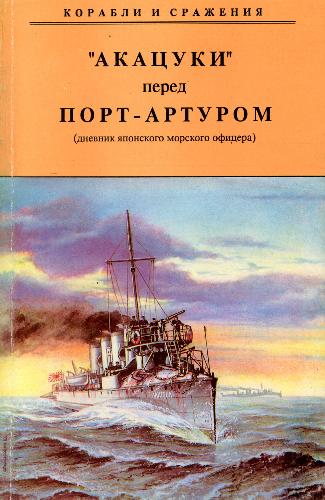 КОРАБЛИ И СРАЖЕНИЯ
"АКАЦУКИ"
перед
ПОРТ-АРТУРОМ
(дневник японского морского офицера)